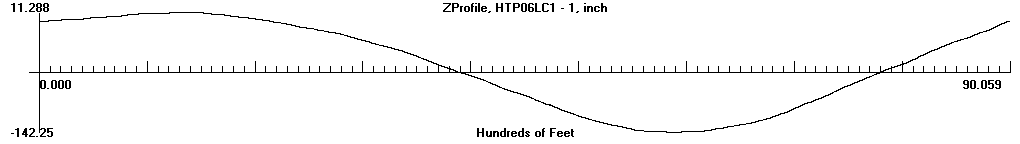 11.288
ZProfile, HTP06LC1 - 1, inch
0.000
90.059
-142.25
Hundreds of Feet